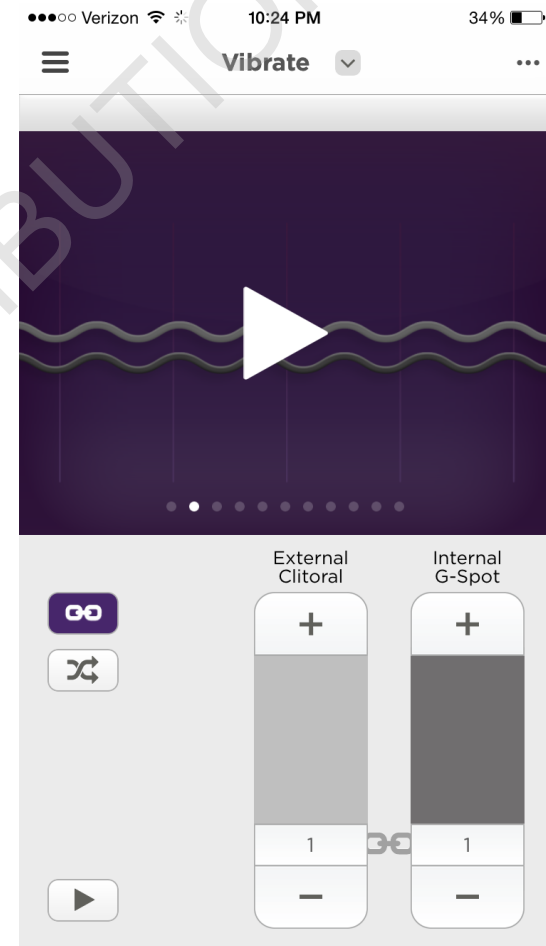 Verizon 10:24 PM 34%
Vibrate
External Internal
Clitoral G-Spot
1 1